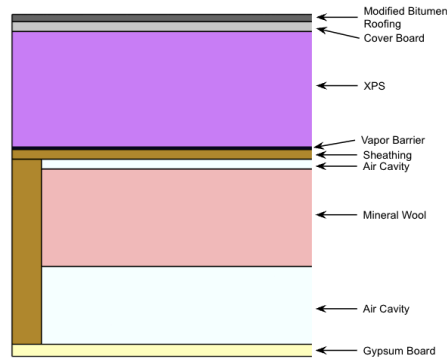 Modified Bitumen
Roofing
Cover Board
XPS
Vapor Barrier
Sheathing
Air Cavity
Mineral Wool
Air Cavity
Gypsum Board